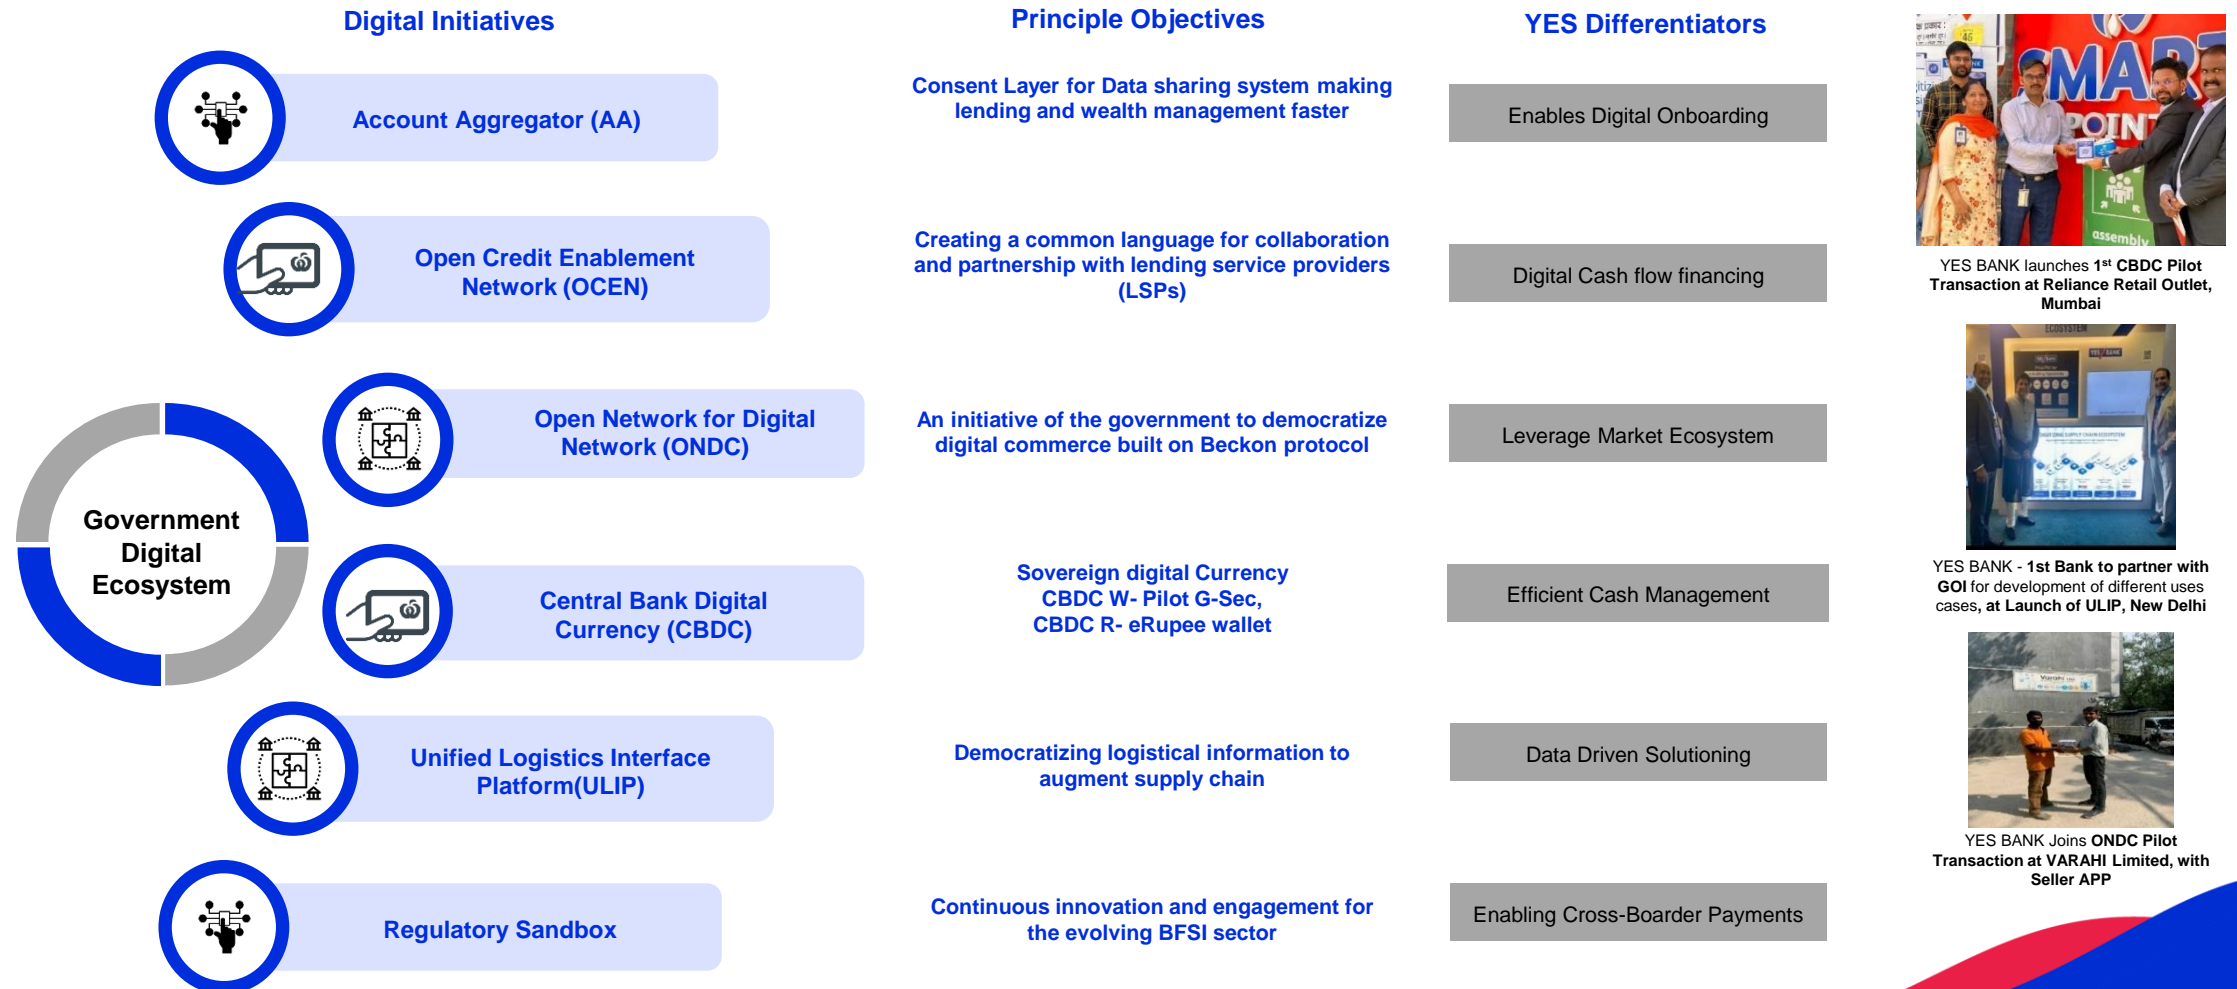 Digital Initiatives
Principle Objectives
YES Differentiators
Government
Digital
Ecosystem
Account Aggregator (AA)
Consent Layer for Data sharing system making
lending and wealth management faster
Enables Digital Onboarding
Open Credit Enablement
Network (OCEN)
Creating a common language for collaboration
and partnership with lending service providers
(LSPs)
Digital Cash flow financing
Open Network for Digital
Network (ONDC)
An initiative of the government to democratize
digital commerce built on Beckon protocol
Leverage Market Ecosystem
Central Bank Digital
Currency (CBDC)
Sovereign digital Currency
CBDC W- Pilot G-Sec,
CBDC R- eRupee wallet
Efficient Cash Management
Unified Logistics Interface
Platform(ULIP)
Democratizing logistical information to
augment supply chain
Data Driven Solutioning
Regulatory Sandbox
Continuous innovation and engagement for
the evolving BFSI sector
Enabling Cross-Boarder Payments
SMAR
POINT
assembly
YES BANK launches 1st CBDC Pilot
Transaction at Reliance Retail Outlet,
Mumbai
ECOSYSTEM
YES BANK
YES BANK - 1st Bank to partner with
GOI for development of different uses
cases, at Launch of ULIP, New Delhi
Varahi
YES BANK Joins ONDC Pilot
Transaction at VARAHI Limited, with
Seller APP